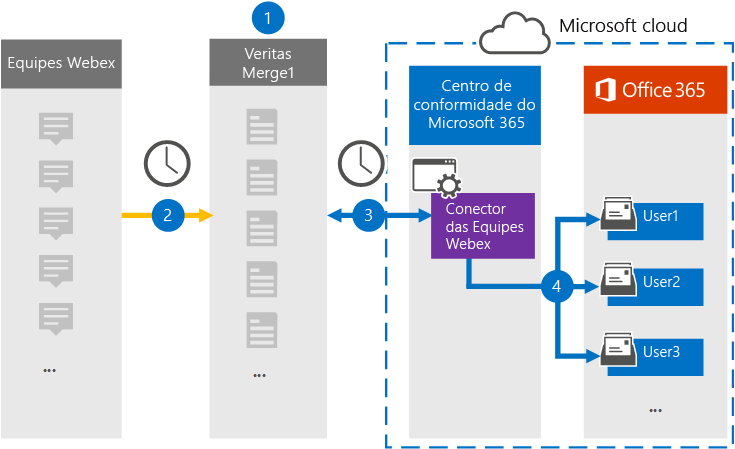 1
Microsoft cloud
Equipes Webex
Veritas
Merge1
Centro de
conformidade do
Microsoft 365
Office 365
2
3
Conector
das Equipes
Webex
4
User1
User2
User3
...
...
...